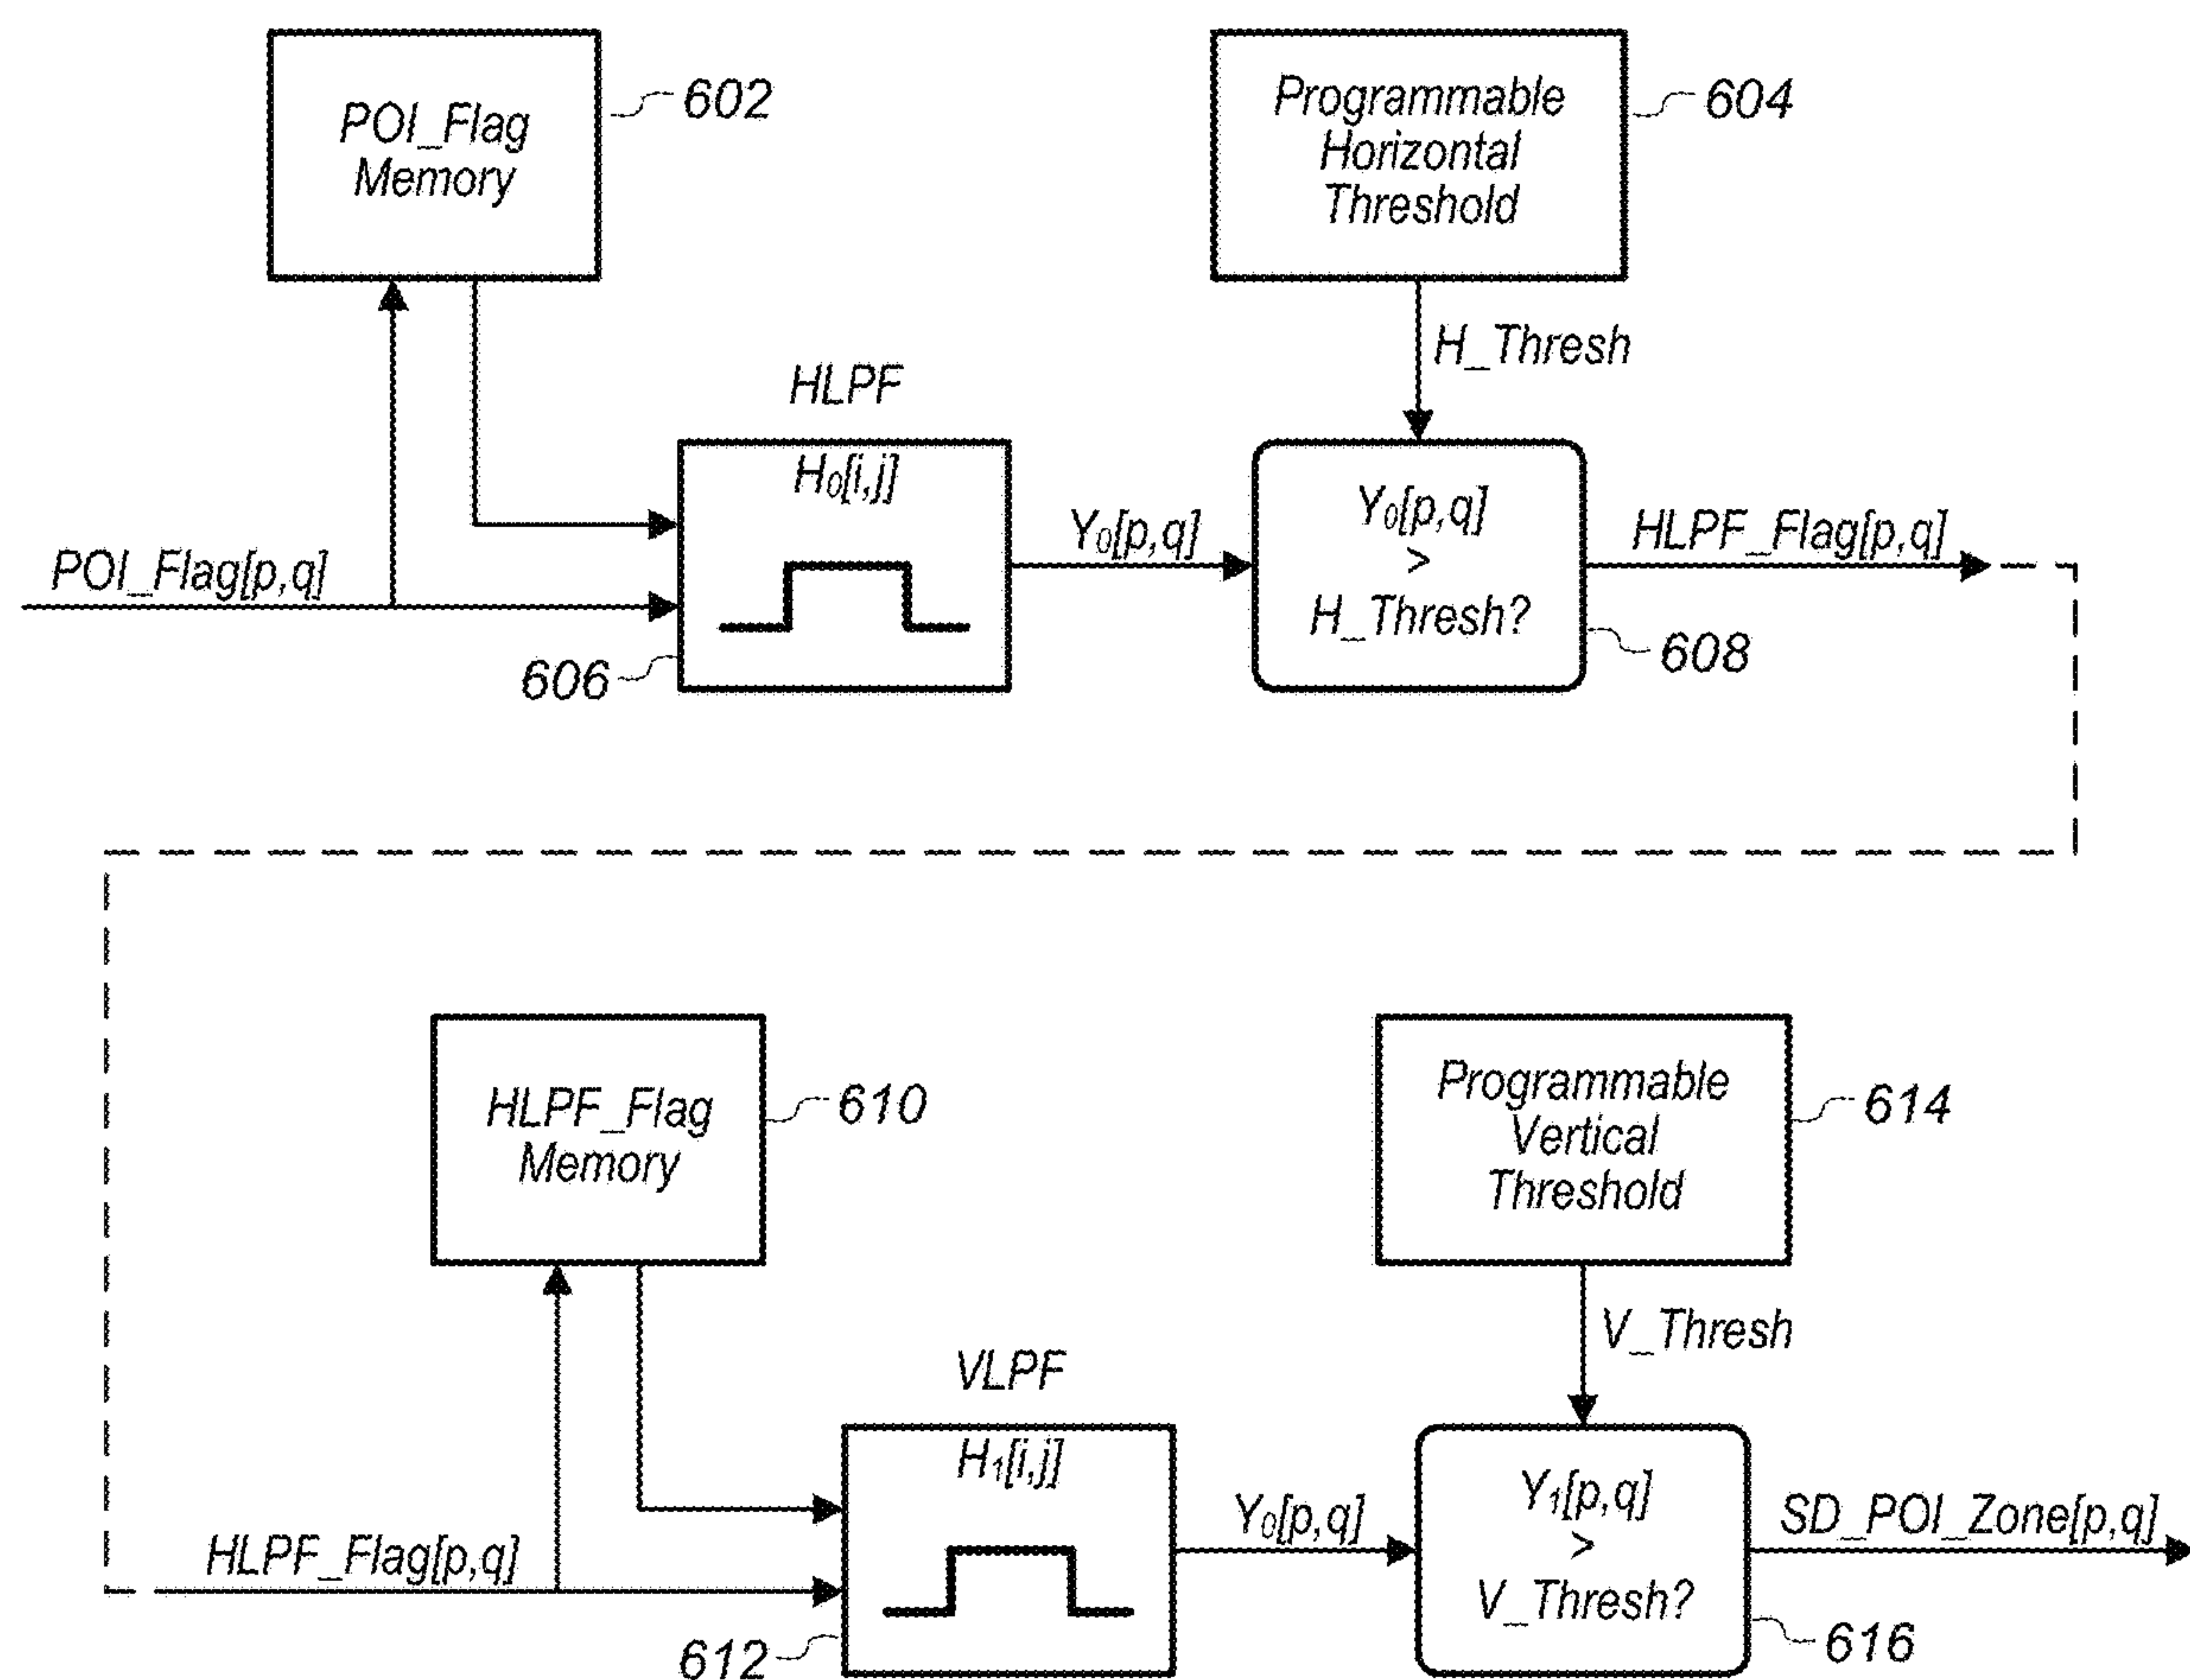 POI_Flag
Memory
602
Programmable
Horizontal
Threshold
604
H_Thresh
HLPF
H₀[i,j]
POI_Flag[p,q]
606
Y₀[p,q]
Y₀[p,q]
>
H_Thresh?
608
HLPF_Flag[p,q]
HLPF_Flag
Memory
610
Programmable
Vertical
Threshold
614
V_Thresh
VLPF
H₁[i,j]
HLPF_Flag[p,q]
612
Y₀[p,q]
Y₁[p,q]
>
V_Thresh?
616
SD_POI_Zone[p,q]